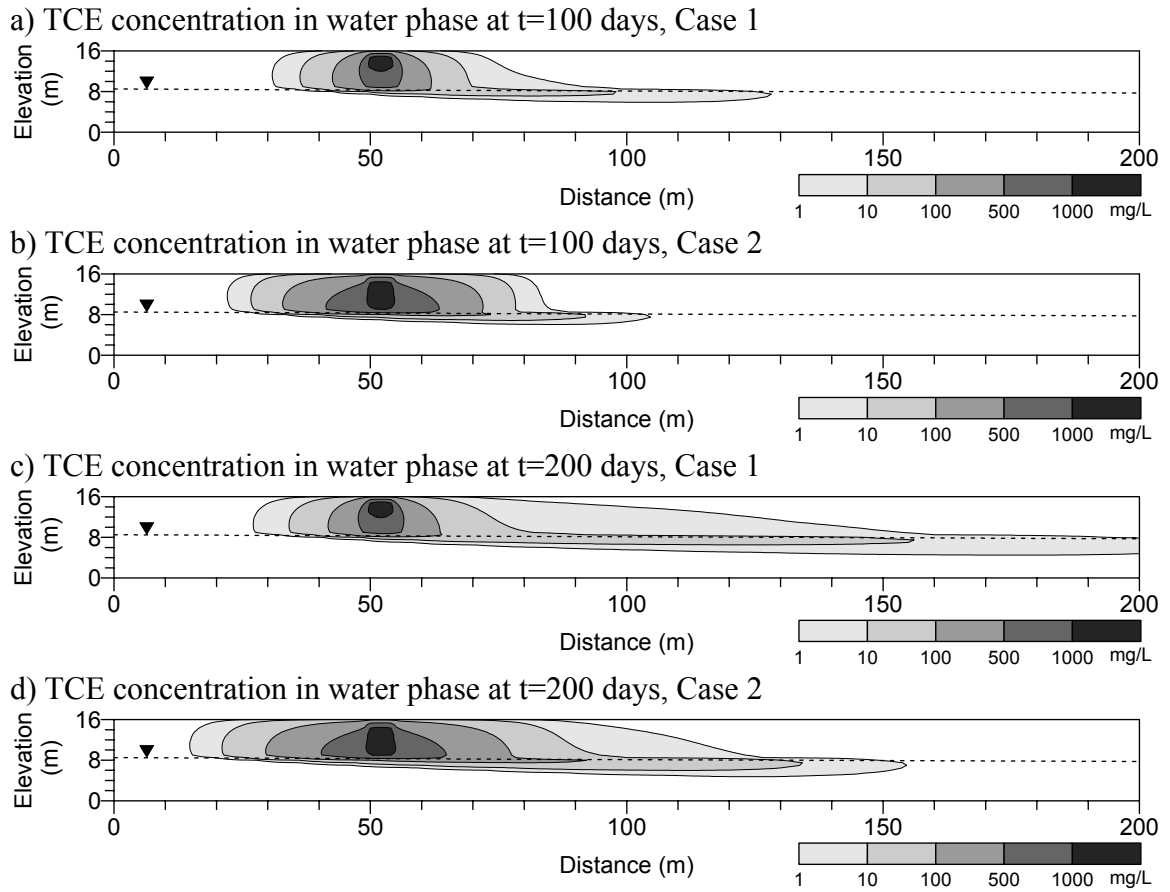 a) TCE concentration in water phase at t=100 days, Case 1
Elevation
(m)
16
8
0
0 50 100 150 200
Distance (m)
1 10 100 500 1000 mg/L
b) TCE concentration in water phase at t=100 days, Case 2
Elevation
(m)
16
8
0
0 50 100 150 200
Distance (m)
1 10 100 500 1000 mg/L
c) TCE concentration in water phase at t=200 days, Case 1
Elevation
(m)
16
8
0
0 50 100 150 200
Distance (m)
1 10 100 500 1000 mg/L
d) TCE concentration in water phase at t=200 days, Case 2
Elevation
(m)
16
8
0
0 50 100 150 200
Distance (m)
1 10 100 500 1000 mg/L